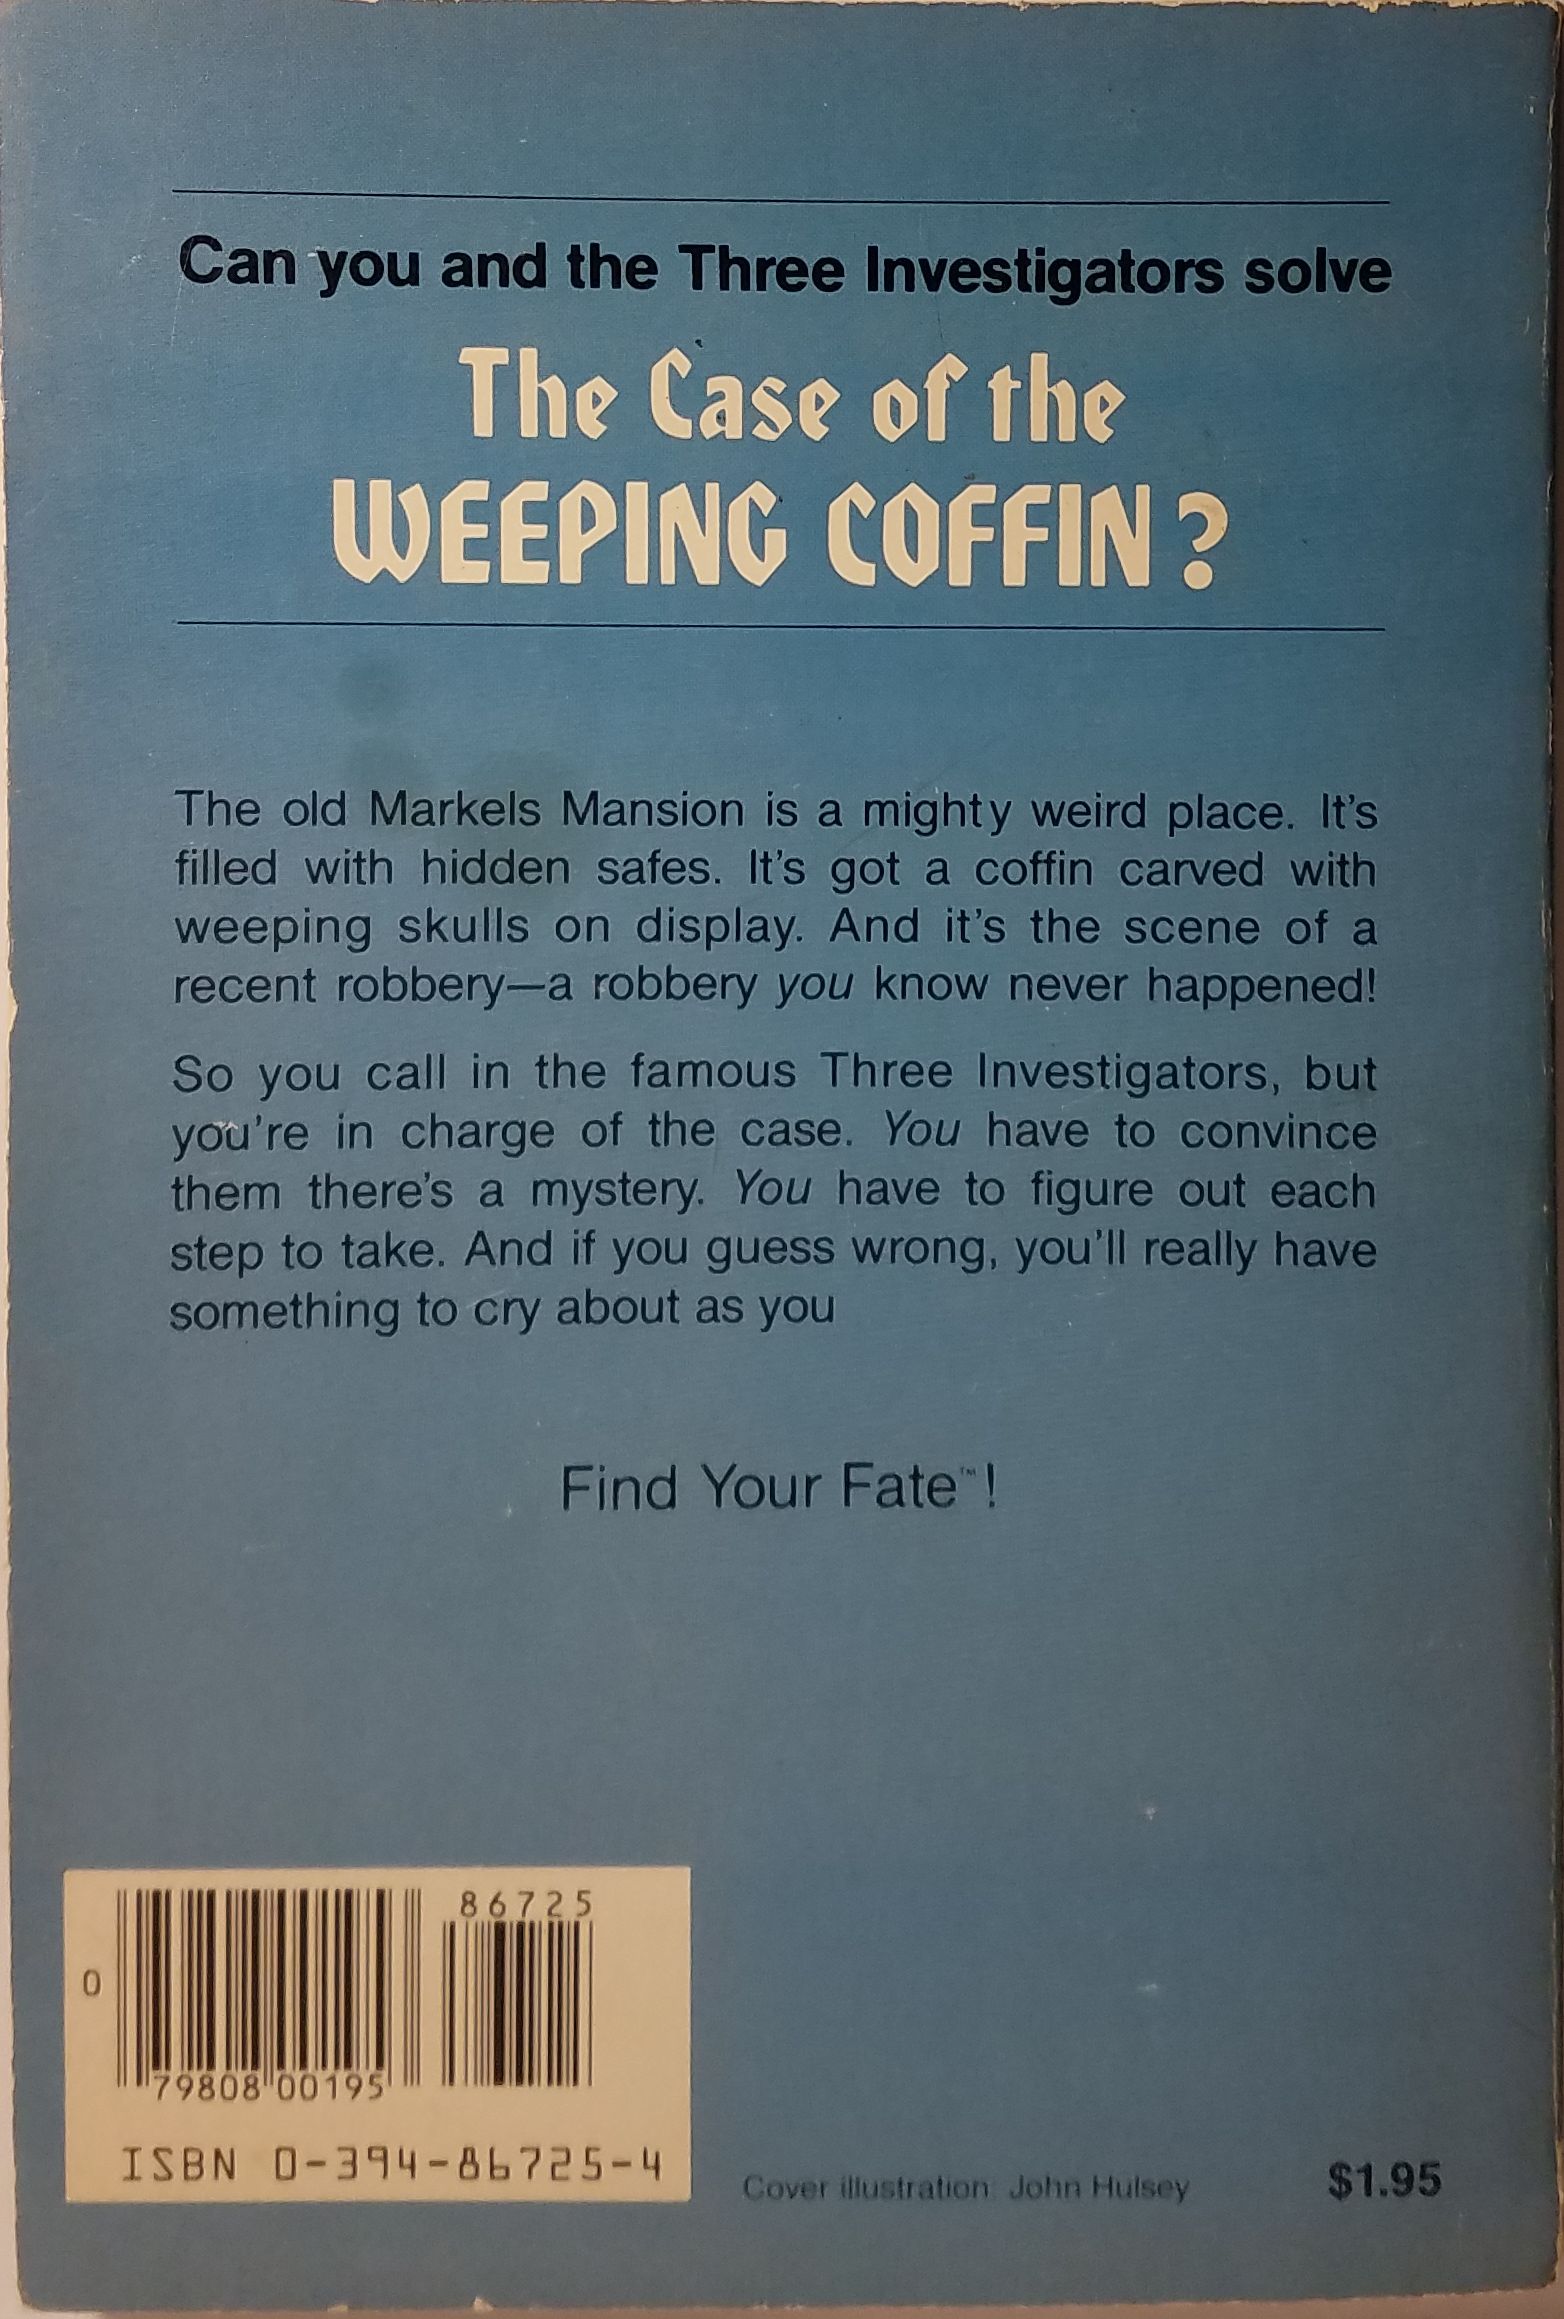 Can you and the Three Investigators solve
The Case of the
WEEPING COFFIN?
The old Markels Mansion is a mighty weird place. It's
filled with hidden safes. It's got a coffin carved with
weeping skulls on display. And it's the scene of a
recent robbery—a robbery you know never happened!
So you call in the famous Three Investigators, but
you're in charge of the case. You have to convince
them there's a mystery. You have to figure out each
step to take. And if you guess wrong, you'll really have
something to cry about as you
Find Your Fate™!
86725
0
79808 00195
ISBN 0-394-86725-4
Cover illustration: John Hulsey
$1.95